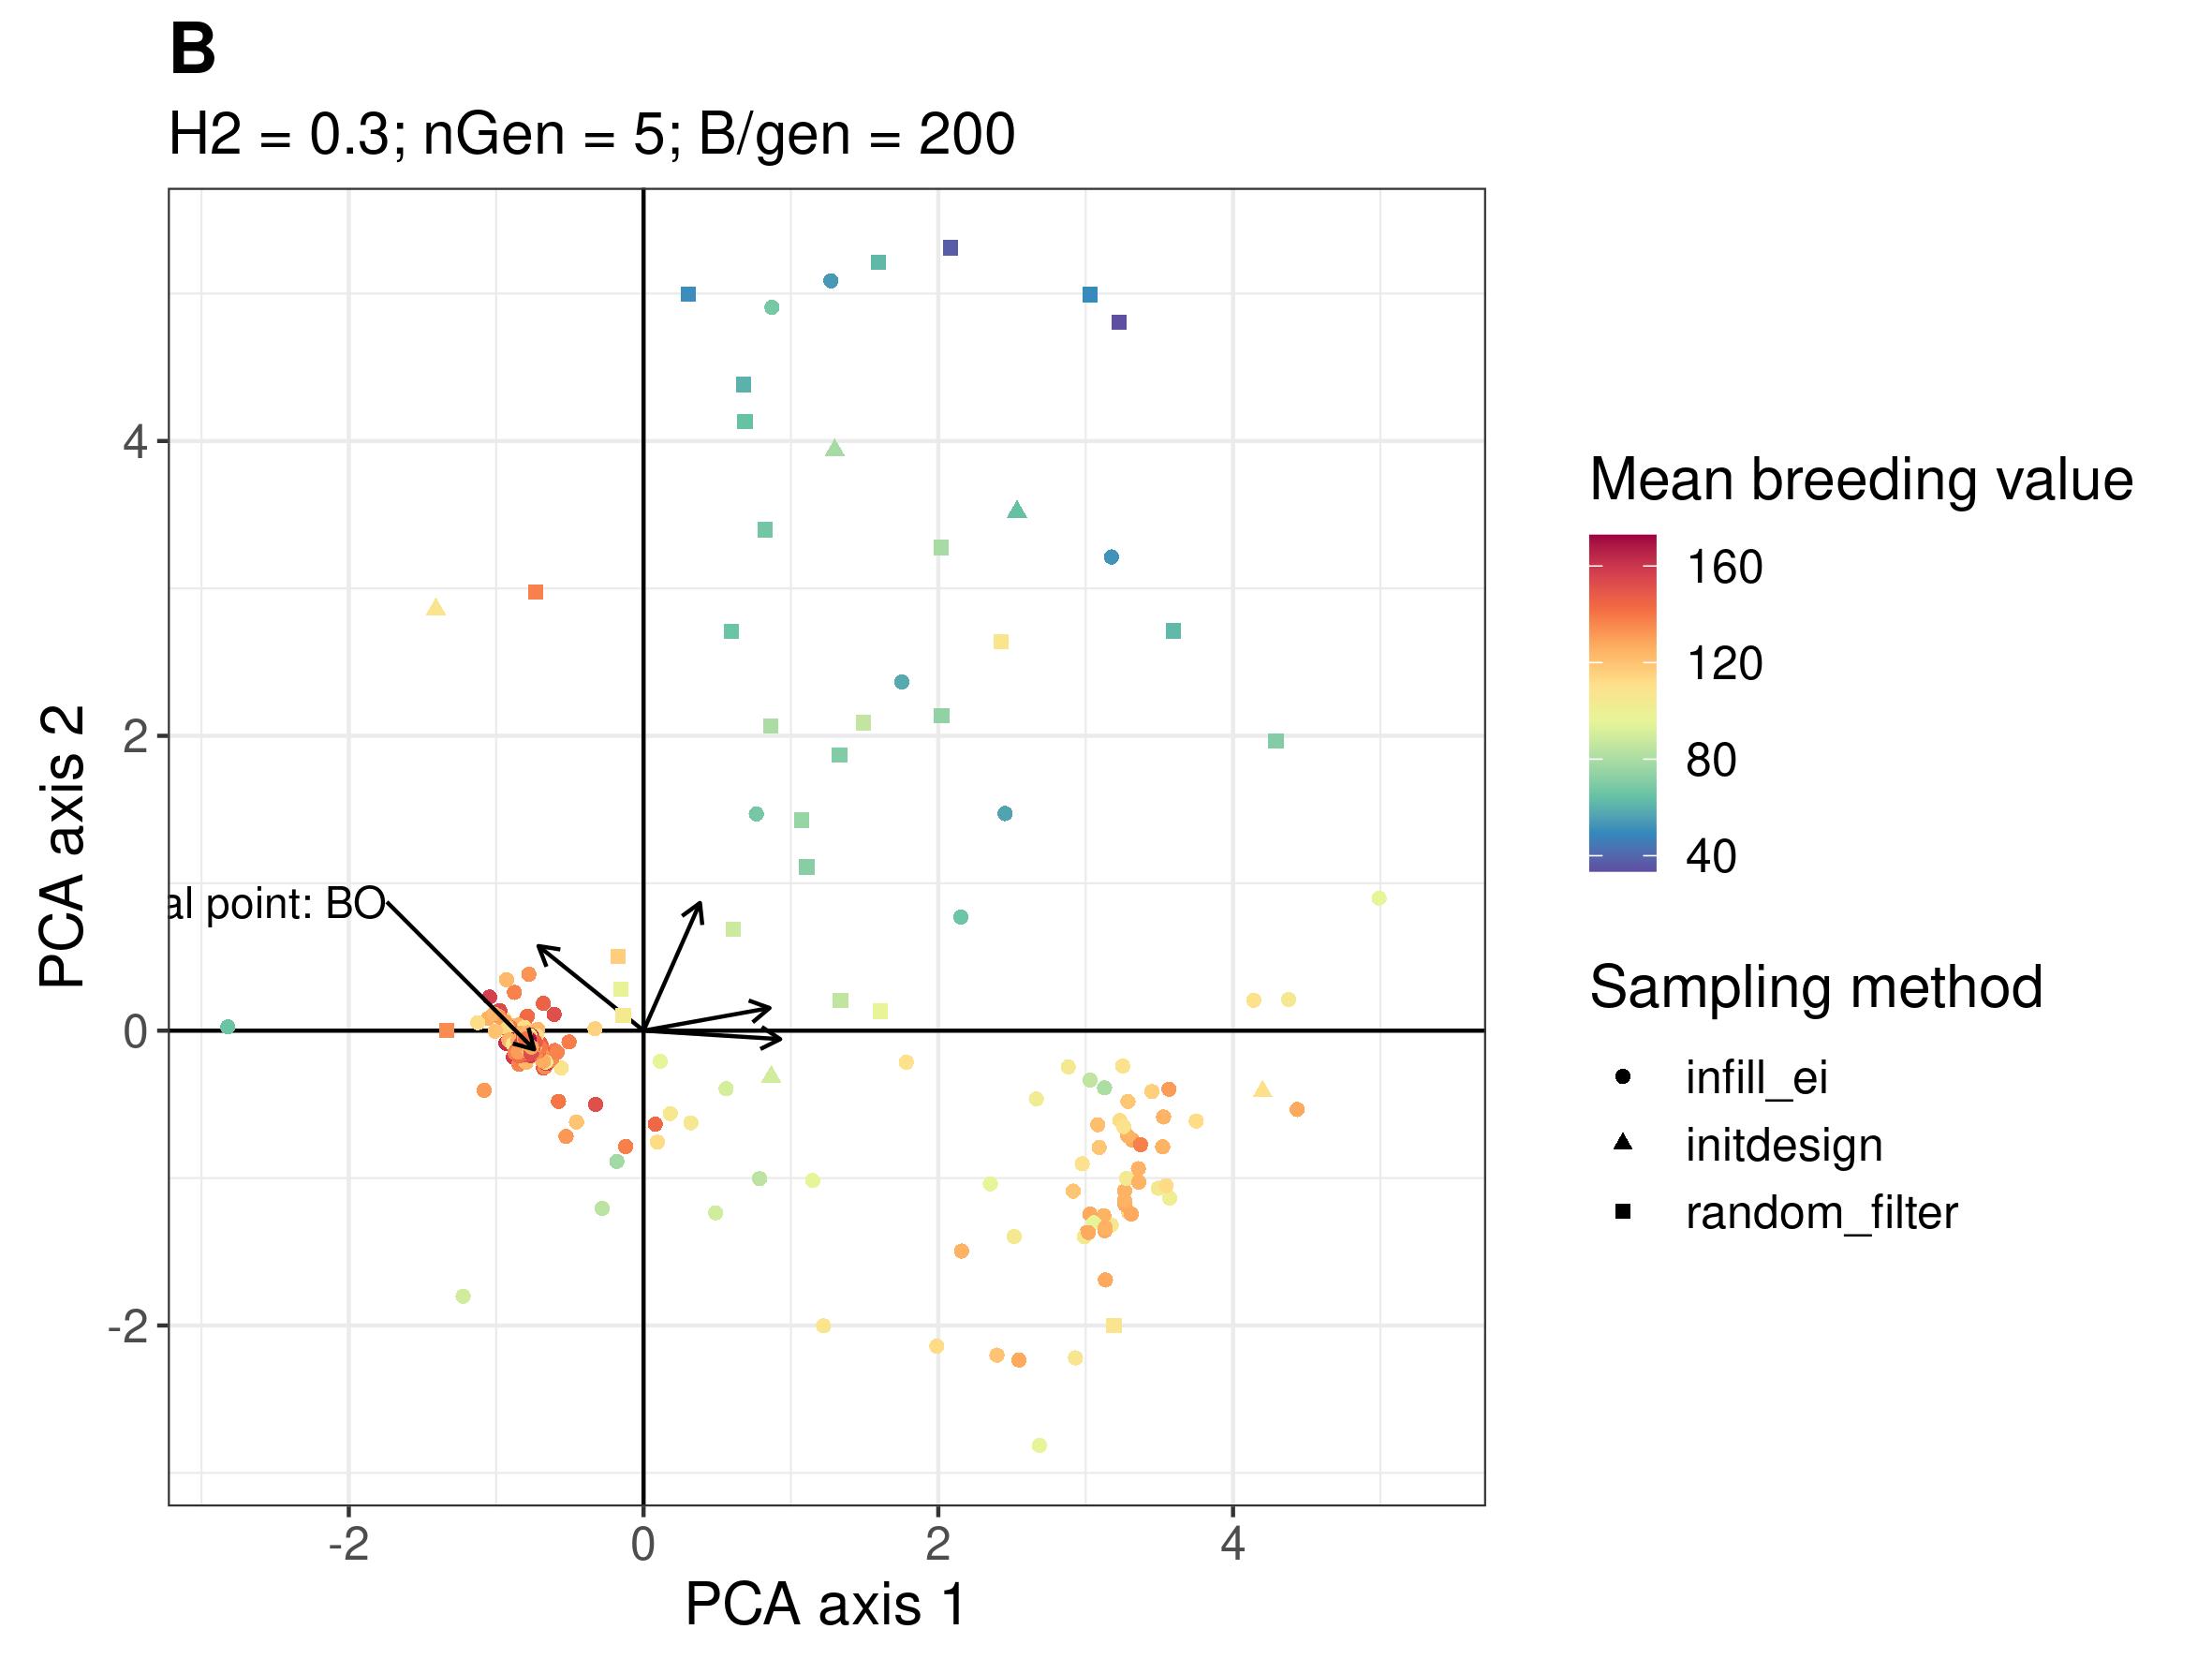 B
H2 = 0.3; nGen = 5; B/gen = 200
PCA axis 2
4
2
0
-2
al point: BO
-2
0
2
4
PCA axis 1
Mean breeding value
160
120
80
40
Sampling method
infill_ei
initdesign
random_filter